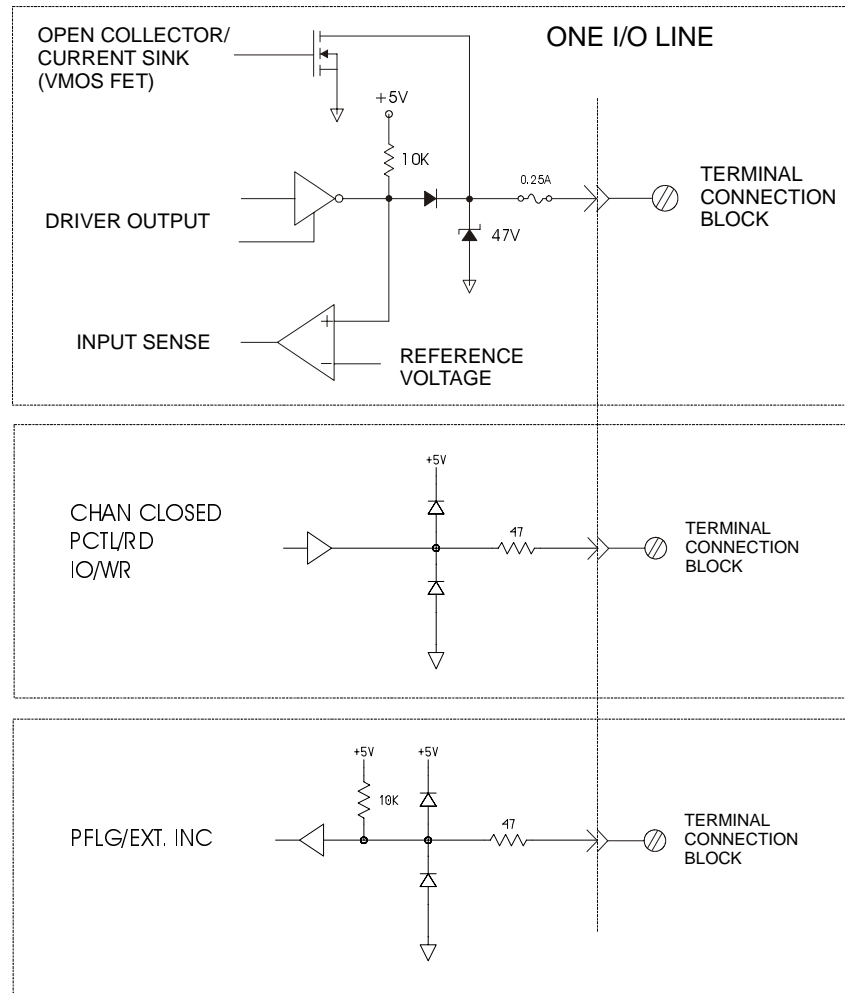 OPEN COLLECTOR/
CURRENT SINK
(VMOS FET)
ONE I/O LINE
+5V
10K
0.25A
TERMINAL
CONNECTION
BLOCK
DRIVER OUTPUT
47V
INPUT SENSE
+
−
REFERENCE
VOLTAGE
+5V
CHAN CLOSED
PCTL/RD
IO/WR
47
TERMINAL
CONNECTION
BLOCK
+5V
+5V
10K
PFLG/EXT. INC
47
TERMINAL
CONNECTION
BLOCK